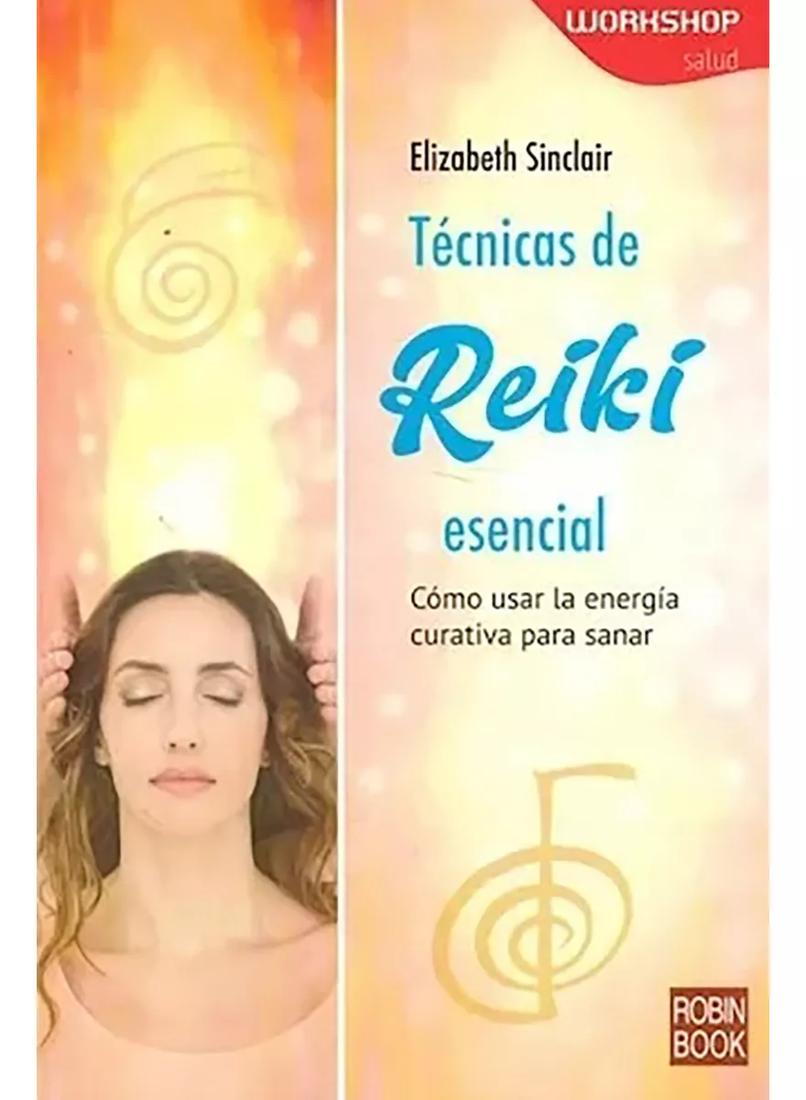 WORKSHOP
salud
Elizabeth Sinclair
Técnicas de
Reiki
esencial
Cómo usar la energía
curativa para sanar
ROBIN
BOOK